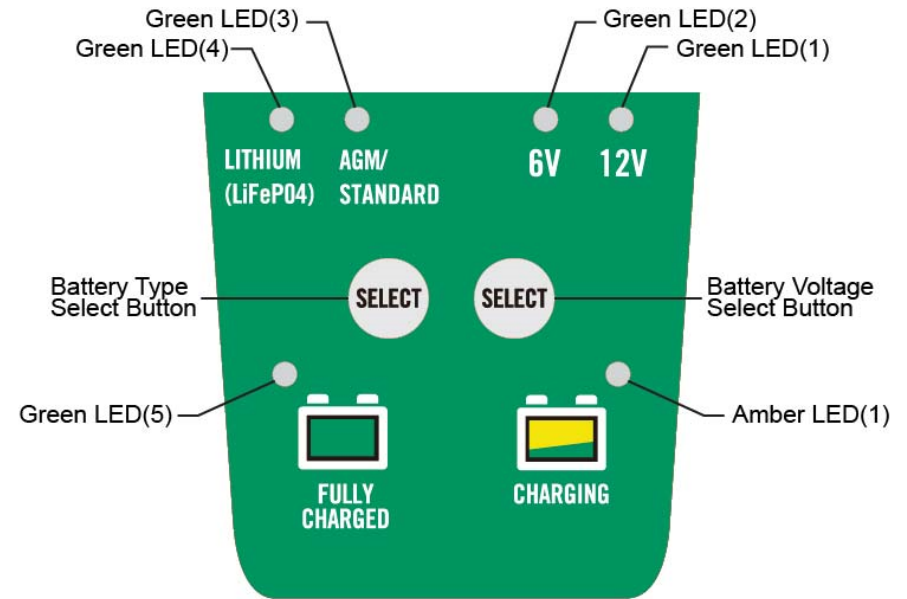 Green LED(3)
Green LED(2)
Green LED(4)
Green LED(1)
LITHIUM
(LiFeP04)
AGM/
STANDARD
6V
12V
Battery Type
Select Button
SELECT
SELECT
Battery Voltage
Select Button
Green LED(5)
Amber LED(1)
FULLY
CHARGED
CHARGING